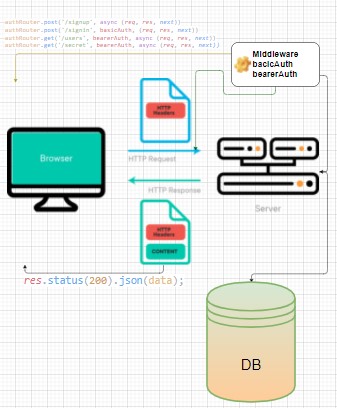 authRouter.post('/signup', async (req, res, next))
authRouter.post('/signin', basicAuth, (req, res, next))
authRouter.get('/users', bearerAuth, async (req, res, next))
authRouter.get('/secret', bearerAuth, async (req, res, next))
Middleware
bacicAuth
bearerAuth
HTTP
Headers
Browser
HTTP Request
HTTP Response
Server
HTTP
Headers
CONTENT
res.status(200).json(data);
DB